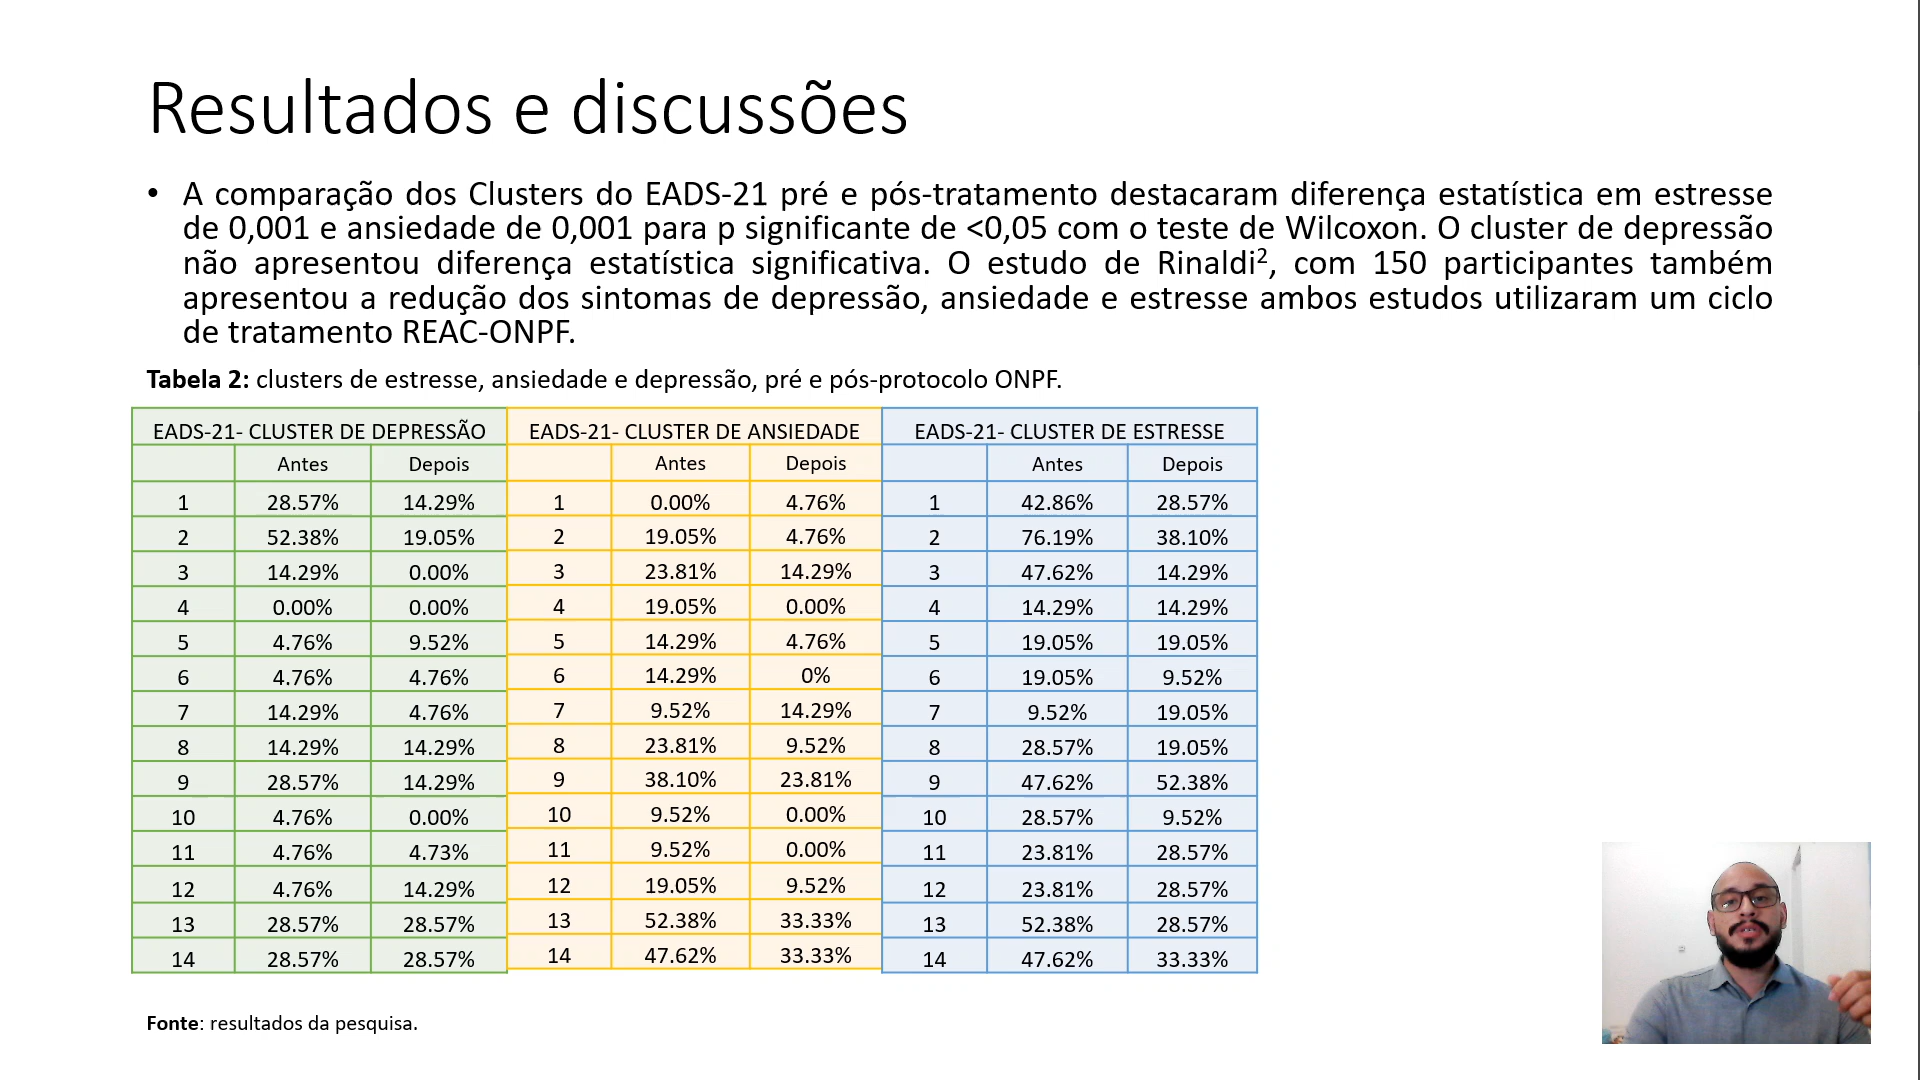 Resultados e discussões
• A comparação dos Clusters do EADS-21 pré e pós-tratamento destacaram diferença estatística em estresse
de 0,001 e ansiedade de 0,001 para p significante de <0,05 com o teste de Wilcoxon. O cluster de depressão
não apresentou diferença estatística significativa. O estudo de Rinaldi², com 150 participantes também
apresentou a redução dos sintomas de depressão, ansiedade e estresse ambos estudos utilizaram um ciclo
de tratamento REAC-ONPF.
Tabela 2: clusters de estresse, ansiedade e depressão, pré e pós-protocolo ONPF.
EADS-21- CLUSTER DE DEPRESSÃO EADS-21- CLUSTER DE ANSIEDADE EADS-21- CLUSTER DE ESTRESSE
Antes Depois Antes Depois Antes Depois
1 28.57% 14.29% 1 0.00% 4.76% 1 42.86% 28.57%
2 52.38% 19.05% 2 19.05% 4.76% 2 76.19% 38.10%
3 14.29% 0.00% 3 23.81% 14.29% 3 47.62% 14.29%
4 0.00% 0.00% 4 19.05% 0.00% 4 14.29% 14.29%
5 4.76% 9.52% 5 14.29% 4.76% 5 19.05% 19.05%
6 4.76% 4.76% 6 14.29% 0% 6 19.05% 9.52%
7 14.29% 4.76% 7 9.52% 14.29% 7 9.52% 19.05%
8 14.29% 14.29% 8 23.81% 9.52% 8 28.57% 19.05%
9 28.57% 14.29% 9 38.10% 23.81% 9 47.62% 52.38%
10 4.76% 0.00% 10 9.52% 0.00% 10 28.57% 9.52%
11 4.76% 4.73% 11 9.52% 0.00% 11 23.81% 28.57%
12 4.76% 14.29% 12 19.05% 9.52% 12 23.81% 28.57%
13 28.57% 28.57% 13 52.38% 33.33% 13 52.38% 28.57%
14 28.57% 28.57% 14 47.62% 33.33% 14 47.62% 33.33%
Fonte: resultados da pesquisa.